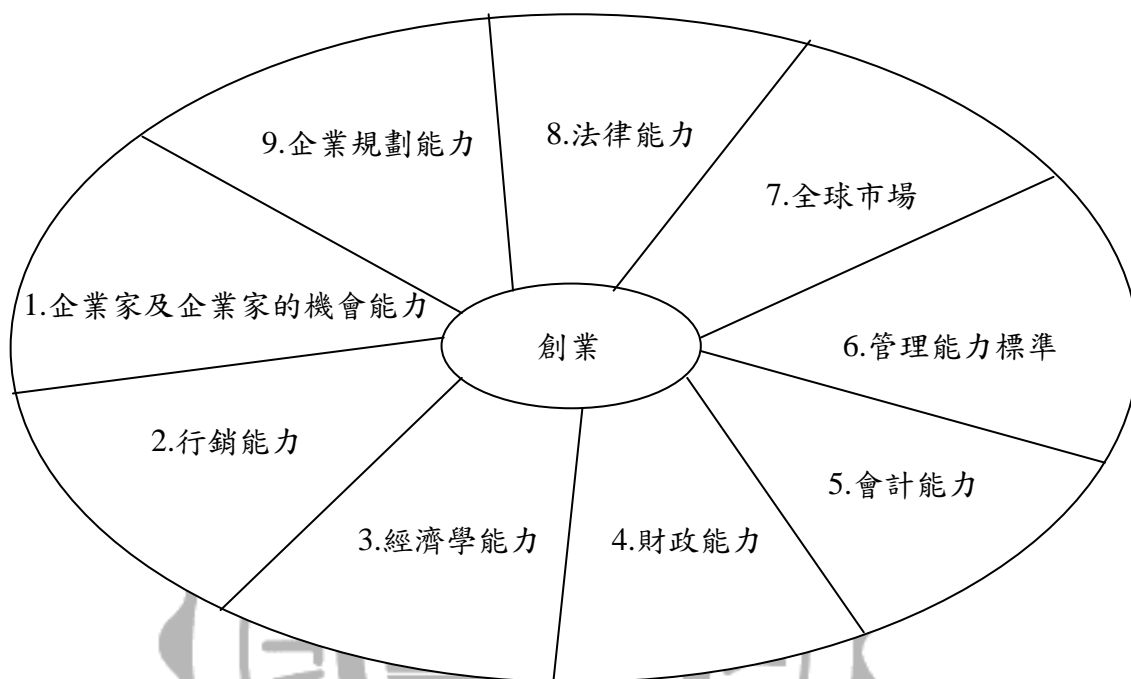 9.企業規劃能力
8.法律能力
7.全球市場
1.企業家及企業家的機會能力
創業
6.管理能力標準
2.行銷能力
5.會計能力
3.經濟學能力
4.財政能力